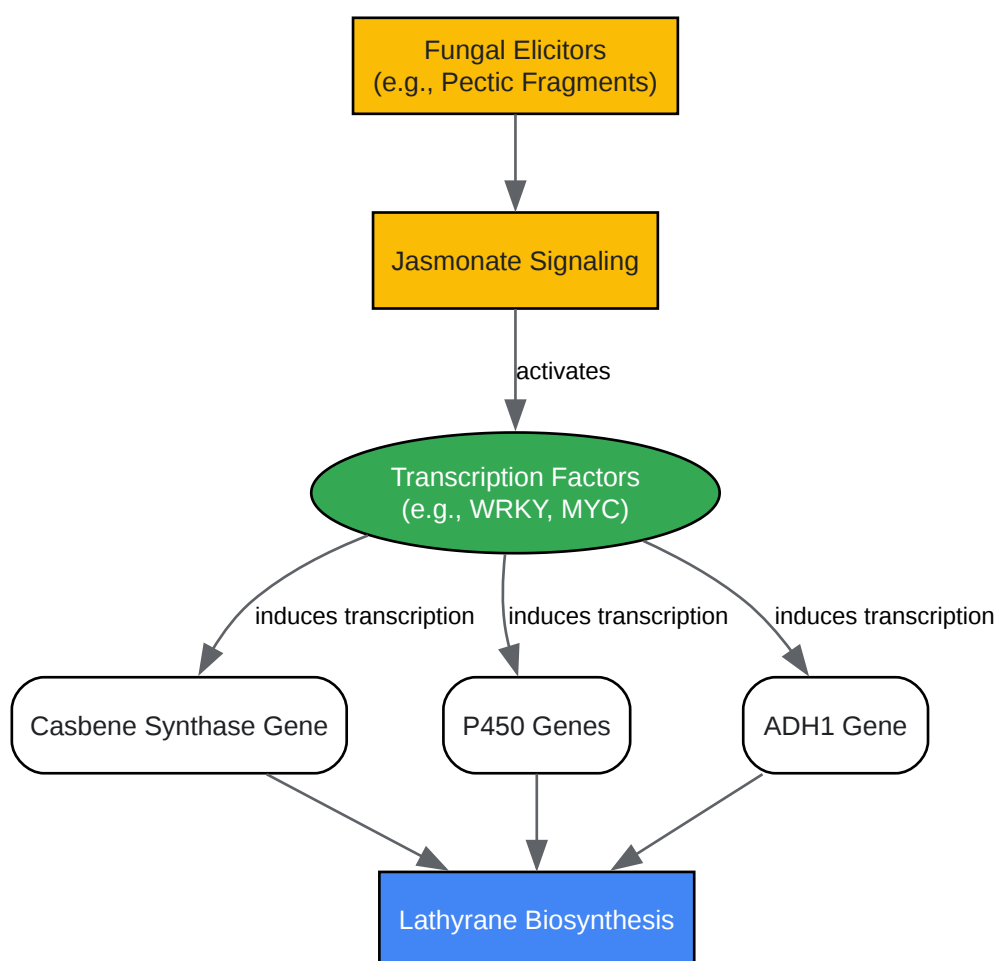 Fungal Elicitors
(e.g., Pectic Fragments)
Jasmonate Signaling
activates
Transcription Factors
(e.g., WRKY, MYC)
induces transcription
induces transcription
induces transcription
Casbene Synthase Gene
P450 Genes
ADH1 Gene
Lathyrane Biosynthesis